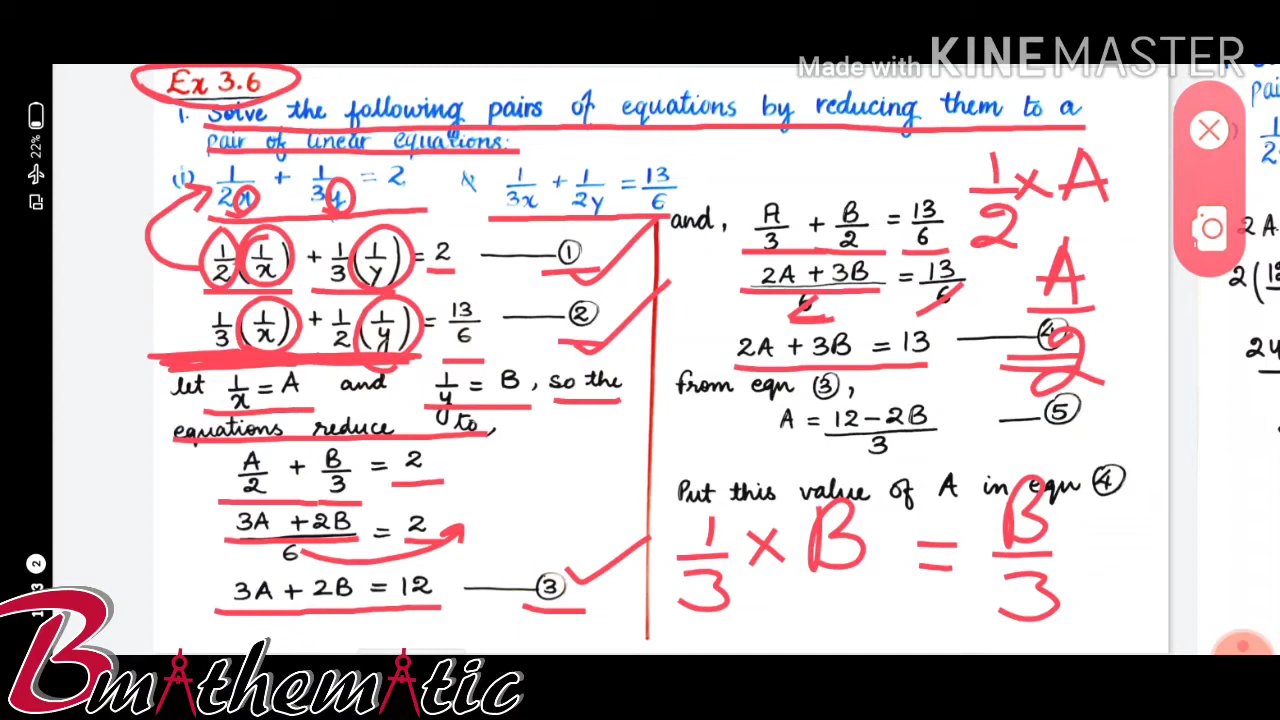 Made with KINEMASTER
22%
Ex 3.6
1. Solve the following pairs of equations by reducing them to a
pair of linear equations:
(i) 1/2x + 1/3y = 2 & 1/3x + 1/2y = 13/6
1/2 (1/x) + 1/3 (1/y) = 2 —— ①
1/3 (1/x) + 1/2 (1/y) = 13/6 —— ②
let 1/x = A and 1/y = B, so the
equations reduce to,
A/2 + B/3 = 2
3A + 2B/6 = 2
3A + 2B = 12 —— ③
and, A/3 + B/2 = 13/6
2A + 3B/6 = 13/6
2A + 3B = 13 —— ④
from eqn ③,
A = 12 - 2B/3 —— ⑤
Put this value of A in eqn ④
1/2 × A
A/2
1/3 × B = B/3
2A
2(
2y
Bmathematic